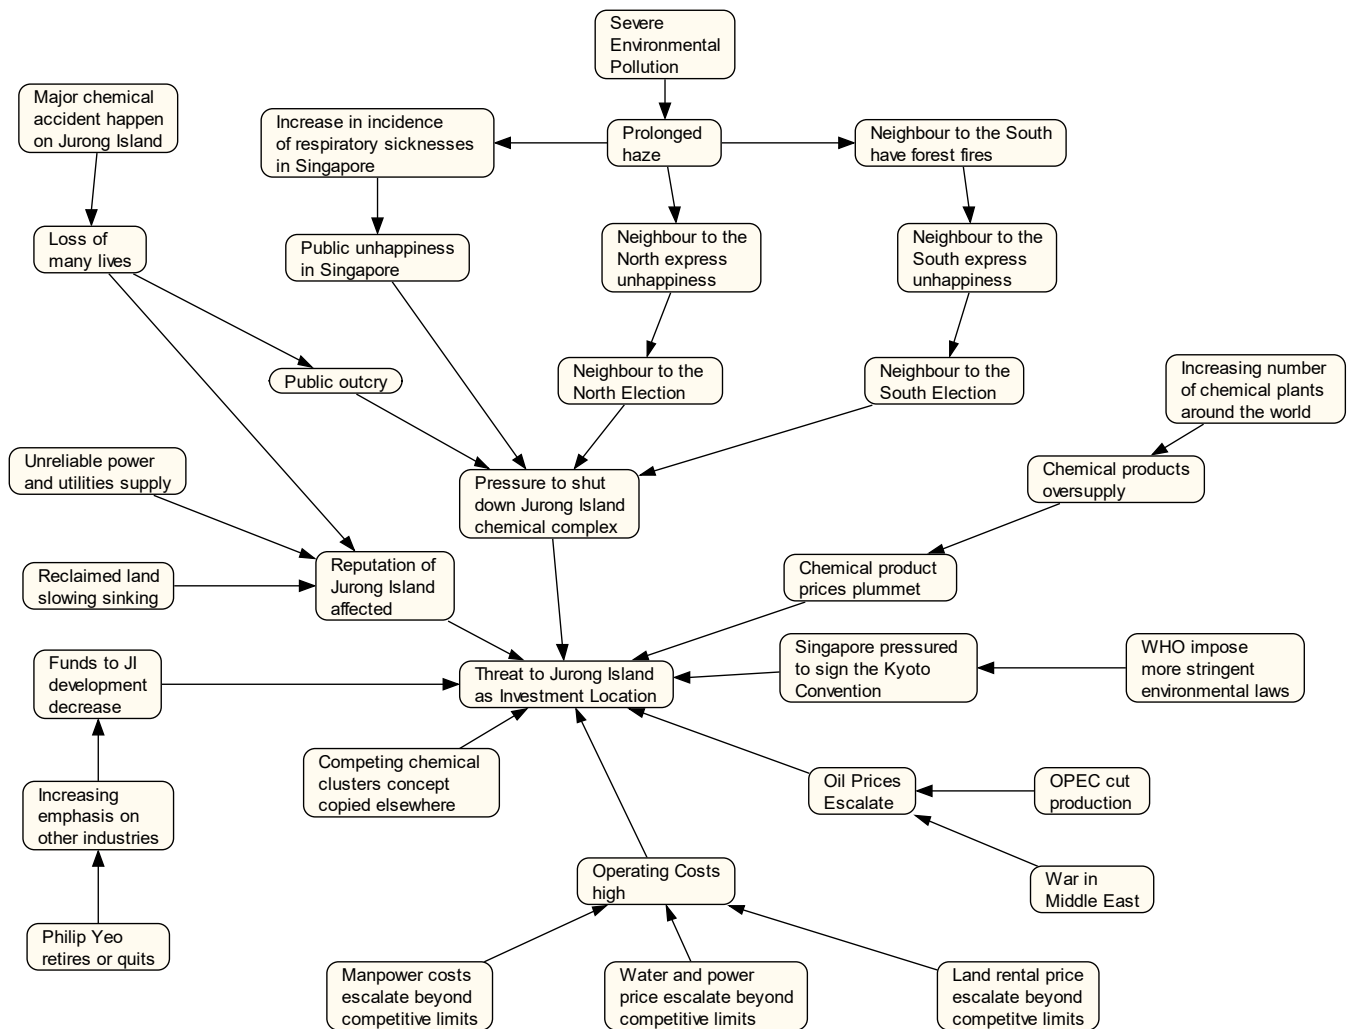 Severe
Environmental
Pollution
Major chemical
accident happen
on Jurong Island
Increase in incidence
of respiratory sicknesses
in Singapore
Prolonged
haze
Neighbour to the South
have forest fires
Loss of
many lives
Public unhappiness
in Singapore
Neighbour to the
North express
unhappiness
Neighbour to the
South express
unhappiness
Public outcry
Neighbour to the
North Election
Neighbour to the
South Election
Increasing number
of chemical plants
around the world
Unreliable power
and utilities supply
Pressure to shut
down Jurong Island
chemical complex
Chemical products
oversupply
Reclaimed land
slowing sinking
Reputation of
Jurong Island
affected
Chemical product
prices plummet
Funds to JI
development
decrease
Threat to Jurong Island
as Investment Location
Singapore pressured
to sign the Kyoto
Convention
WHO impose
more stringent
environmental laws
Competing chemical
clusters concept
copied elsewhere
Oil Prices
Escalate
OPEC cut
production
Increasing
emphasis on
other industries
Operating Costs
high
War in
Middle East
Philip Yeo
retires or quits
Manpower costs
escalate beyond
competitve limits
Water and power
price escalate beyond
competitive limits
Land rental price
escalate beyond
competitve limits